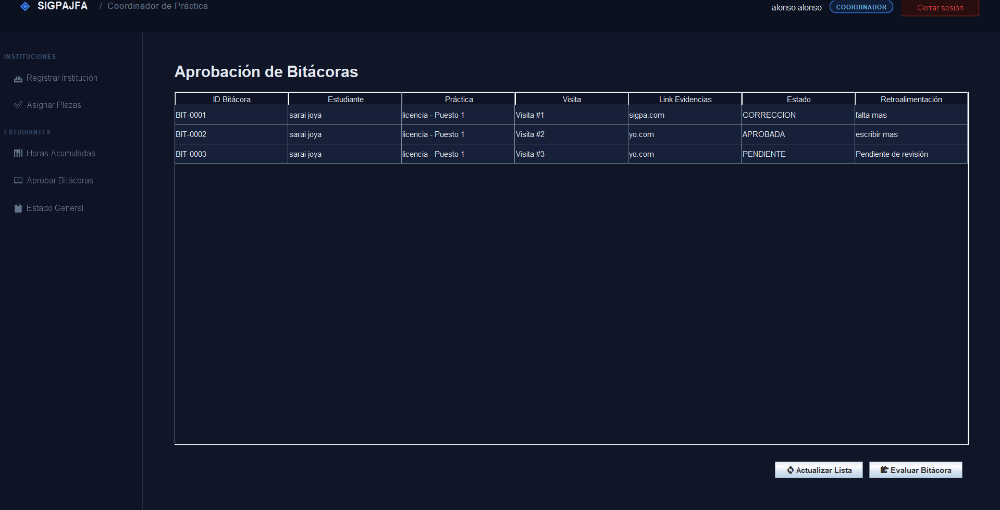 SIGPAJFA / Coordinador de Práctica
alonso alonso COORDINADOR Cerrar sesión
INSTITUCIONES
Registrar Institución
Asignar Plazas
ESTUDIANTES
Horas Acumuladas
Aprobar Bitácoras
Estado General
Aprobación de Bitácoras
ID Bitácora Estudiante Práctica Visita Link Evidencias Estado Retroalimentación
BIT-0001 sarai joya licencia - Puesto 1 Visita #1 sigpa.com CORRECCION falta mas
BIT-0002 sarai joya licencia - Puesto 1 Visita #2 yo.com APROBADA escribir mas
BIT-0003 sarai joya licencia - Puesto 1 Visita #3 yo.com PENDIENTE Pendiente de revisión
Actualizar Lista Evaluar Bitácora